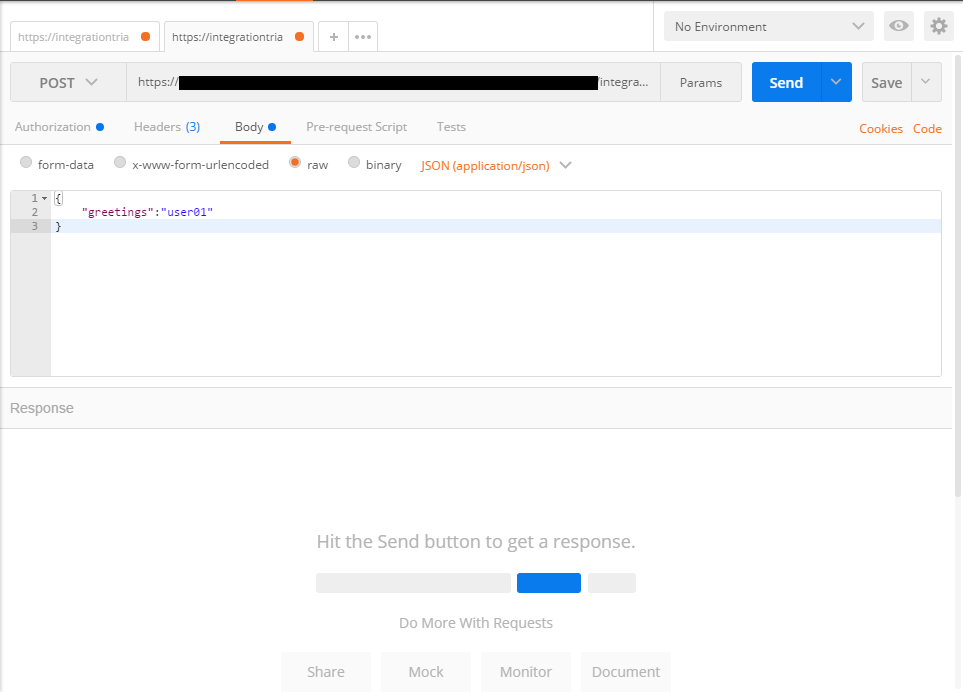 https://integrationtria https://integrationtria + ••• No Environment
POST https:// /integra... Params Send Save
Authorization Headers (3) Body Pre-request Script Tests Cookies Code
form-data x-www-form-urlencoded raw binary JSON (application/json)
1 {
2 "greetings":"user01"
3 }
Response
Hit the Send button to get a response.
Do More With Requests
Share Mock Monitor Document